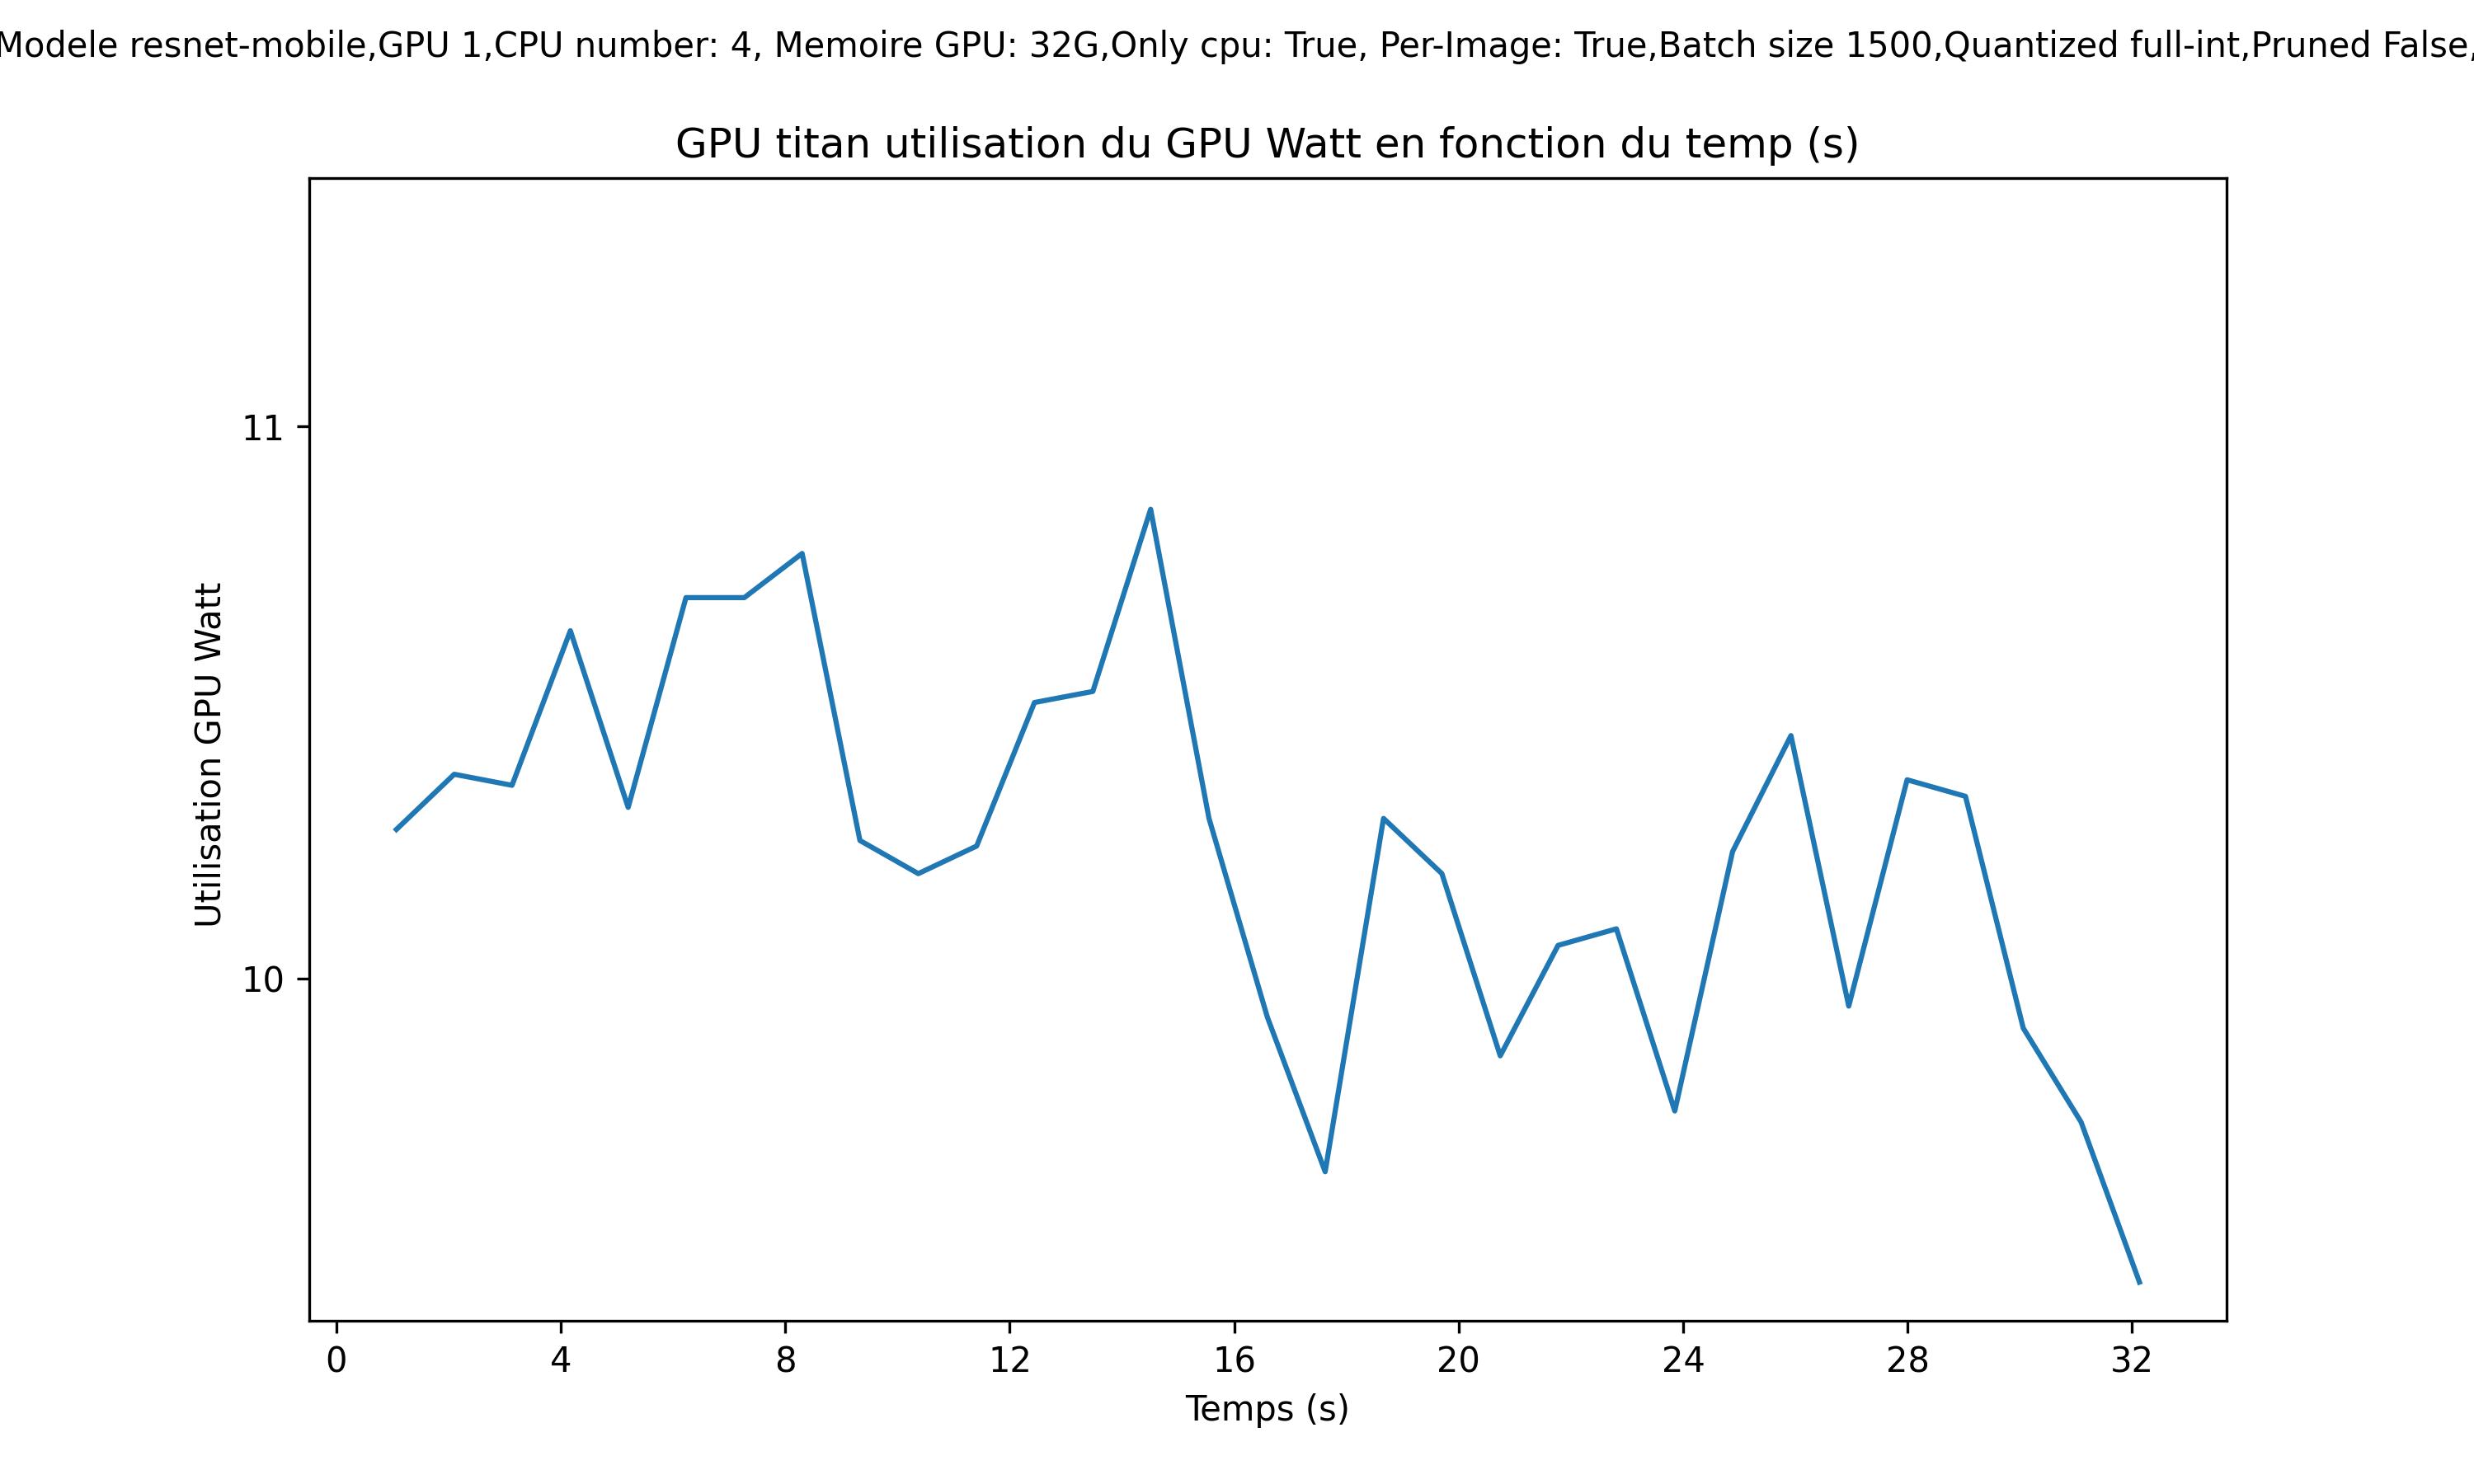 Modele resnet-mobile,GPU 1,CPU number: 4, Memoire GPU: 32G,Only cpu: True, Per-Image: True,Batch size 1500,Quantized full-int,Pruned False,
GPU titan utilisation du GPU Watt en fonction du temp (s)
11
10
Utilisation GPU Watt
0 4 8 12 16 20 24 28 32
Temps (s)